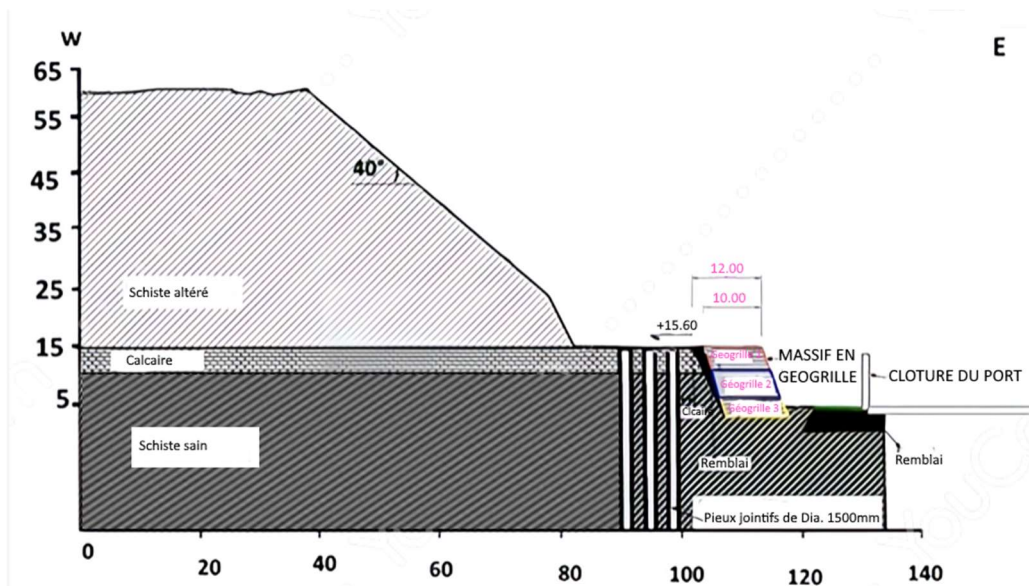 W
E
65
55
45
35
25
15
5
40°
12.00
10.00
+15.60
Schiste altéré
Calcaire
Schiste sain
Géogrille
Géogrille 2
Géogrille 3
MASSIF EN
GEOGRILLE
CLOTURE DU PORT
Remblai
Remblai
Pieux jointifs de Dia. 1500mm
0
20
40
60
80
100
120
140